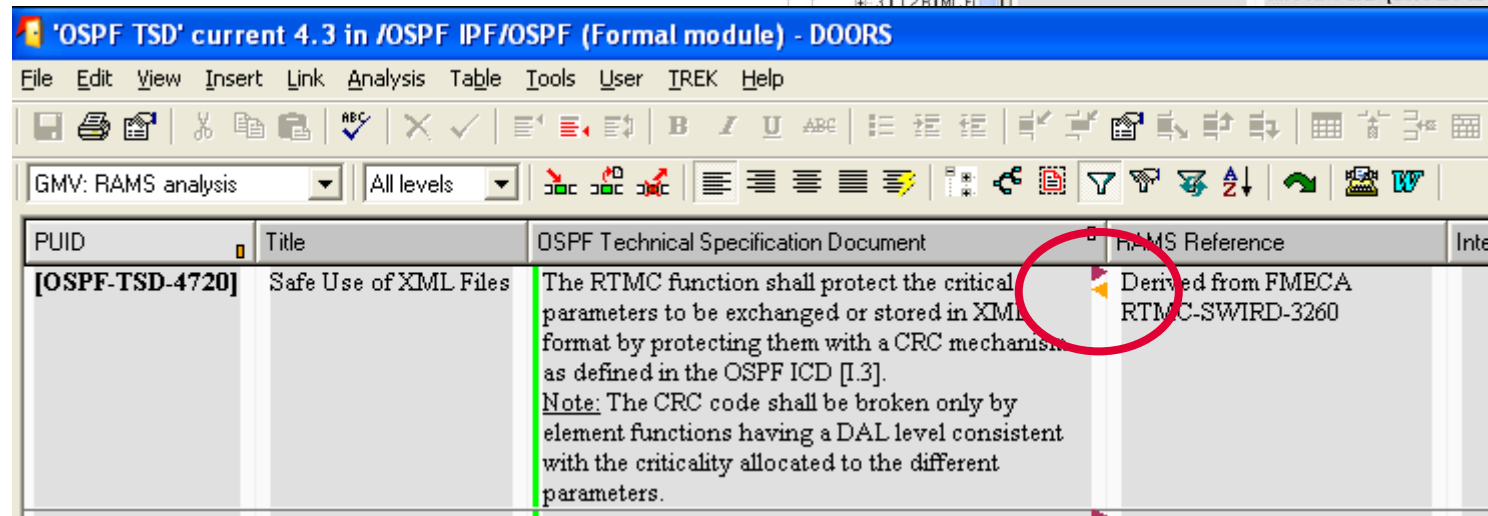 'OSPF TSD' current 4.3 in /OSPF IPF/OSPF (Formal module) - DOORS
File Edit View Insert Link Analysis Table Tools User TREK Help
ABC B I U ABC
GMV: RAMS analysis All levels A Z W
PUID Title OSPF Technical Specification Document RAMS Reference Inte
[OSPF-TSD-4720] Safe Use of XML Files The RTMC function shall protect the critical Derived from FMECA
parameters to be exchanged or stored in XML RTMC-SWIRD-3260
format by protecting them with a CRC mechanism
as defined in the OSPF ICD [I.3].
Note: The CRC code shall be broken only by
element functions having a DAL level consistent
with the criticality allocated to the different
parameters.